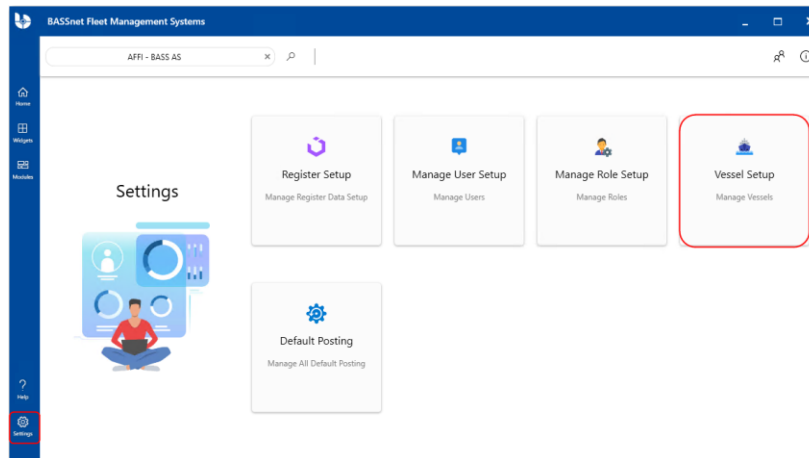 BASSnet Fleet Management Systems
AFFI - BASS AS
Home
Widgets
Modules
Settings
Register Setup
Manage Register Data Setup
Manage User Setup
Manage Users
Manage Role Setup
Manage Roles
Vessel Setup
Manage Vessels
Default Posting
Manage All Default Posting
Help
Settings